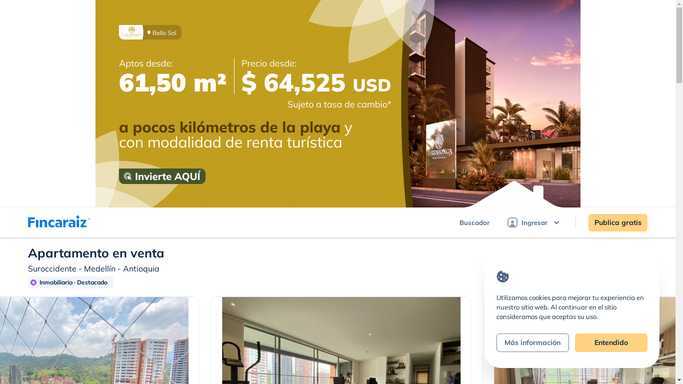 Bello Sol
Aptos desde:
61,50 m²
Precio desde:
$ 64,525 USD
Sujeto a tasa de cambio*
a pocos kilómetros de la playa y
con modalidad de renta turística
Invierte AQUÍ
Fincaraiz
Buscador
Ingresar
Publica gratis
Apartamento en venta
Suroccidente - Medellín - Antioquia
Inmobiliaria - Destacado
Utilizamos cookies para mejorar tu experiencia en
nuestro sitio web. Al continuar en el sitio
consideramos que aceptas su uso.
Más información
Entendido